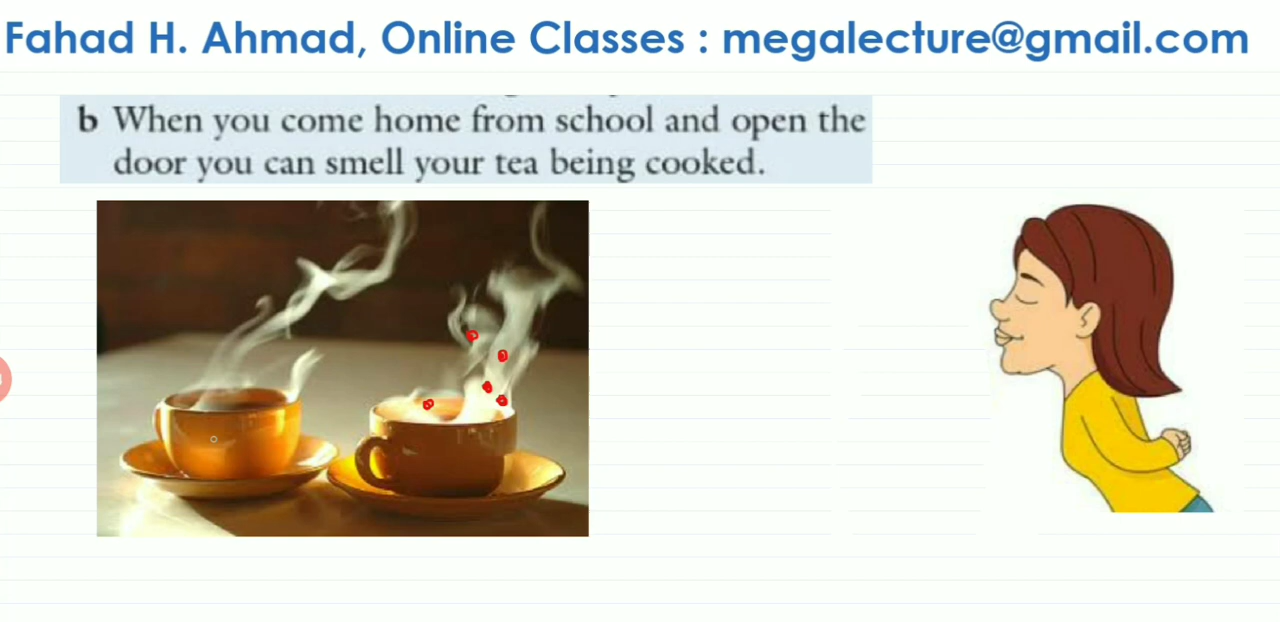 Fahad H. Ahmad, Online Classes : megalecture@gmail.com
b When you come home from school and open the
door you can smell your tea being cooked.